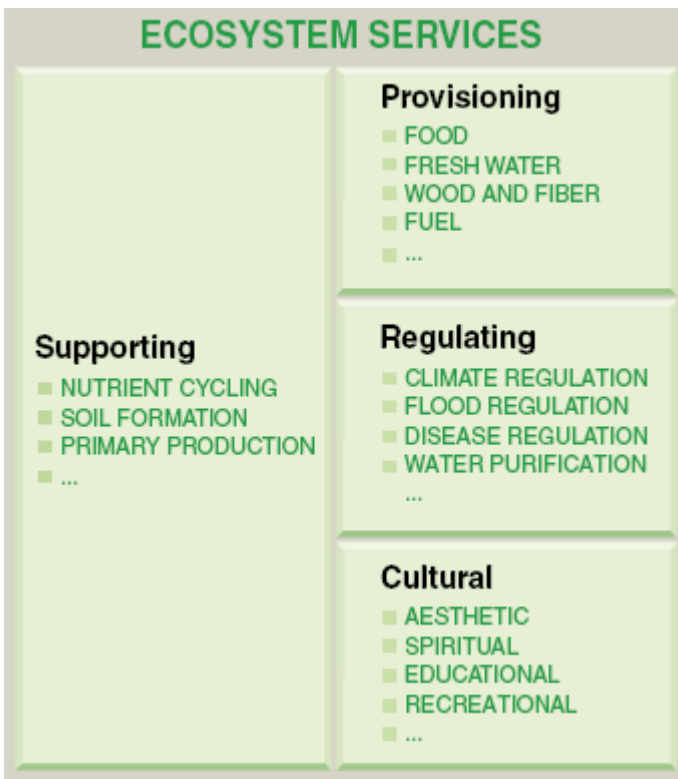 ECOSYSTEM SERVICES
Supporting
NUTRIENT CYCLING
SOIL FORMATION
PRIMARY PRODUCTION
...
Provisioning
FOOD
FRESH WATER
WOOD AND FIBER
FUEL
...
Regulating
CLIMATE REGULATION
FLOOD REGULATION
DISEASE REGULATION
WATER PURIFICATION
...
Cultural
AESTHETIC
SPIRITUAL
EDUCATIONAL
RECREATIONAL
...